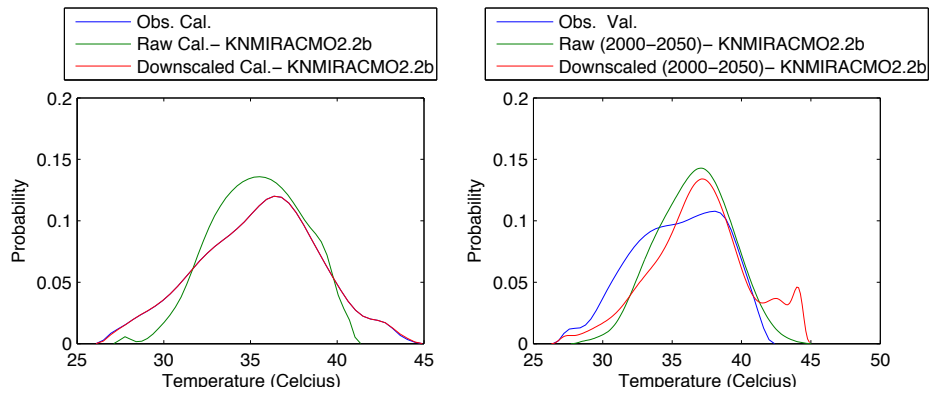 Obs. Cal.
Raw Cal.− KNMIRACMO2.2b
Downscaled Cal.− KNMIRACMO2.2b
0.2
0.15
0.1
0.05
0
Probability
25
30
35
40
45
Temperature (Celcius)
Obs. Val.
Raw (2000−2050)− KNMIRACMO2.2b
Downscaled (2000−2050)− KNMIRACMO2.2b
0.2
0.15
0.1
0.05
0
Probability
25
30
35
40
45
50
Temperature (Celcius)